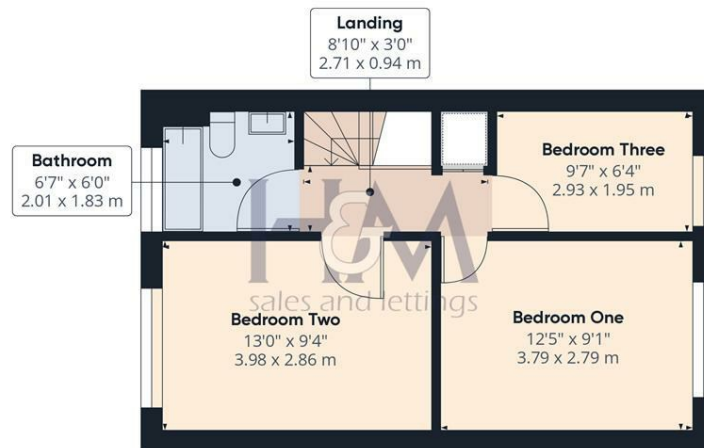 Landing
8'10" x 3'0"
2.71 x 0.94 m
Bathroom
6'7" x 6'0"
2.01 x 1.83 m
Bedroom Three
9'7" x 6'4"
2.93 x 1.95 m
H&M
sales and lettings
Bedroom Two
13'0" x 9'4"
3.98 x 2.86 m
Bedroom One
12'5" x 9'1"
3.79 x 2.79 m